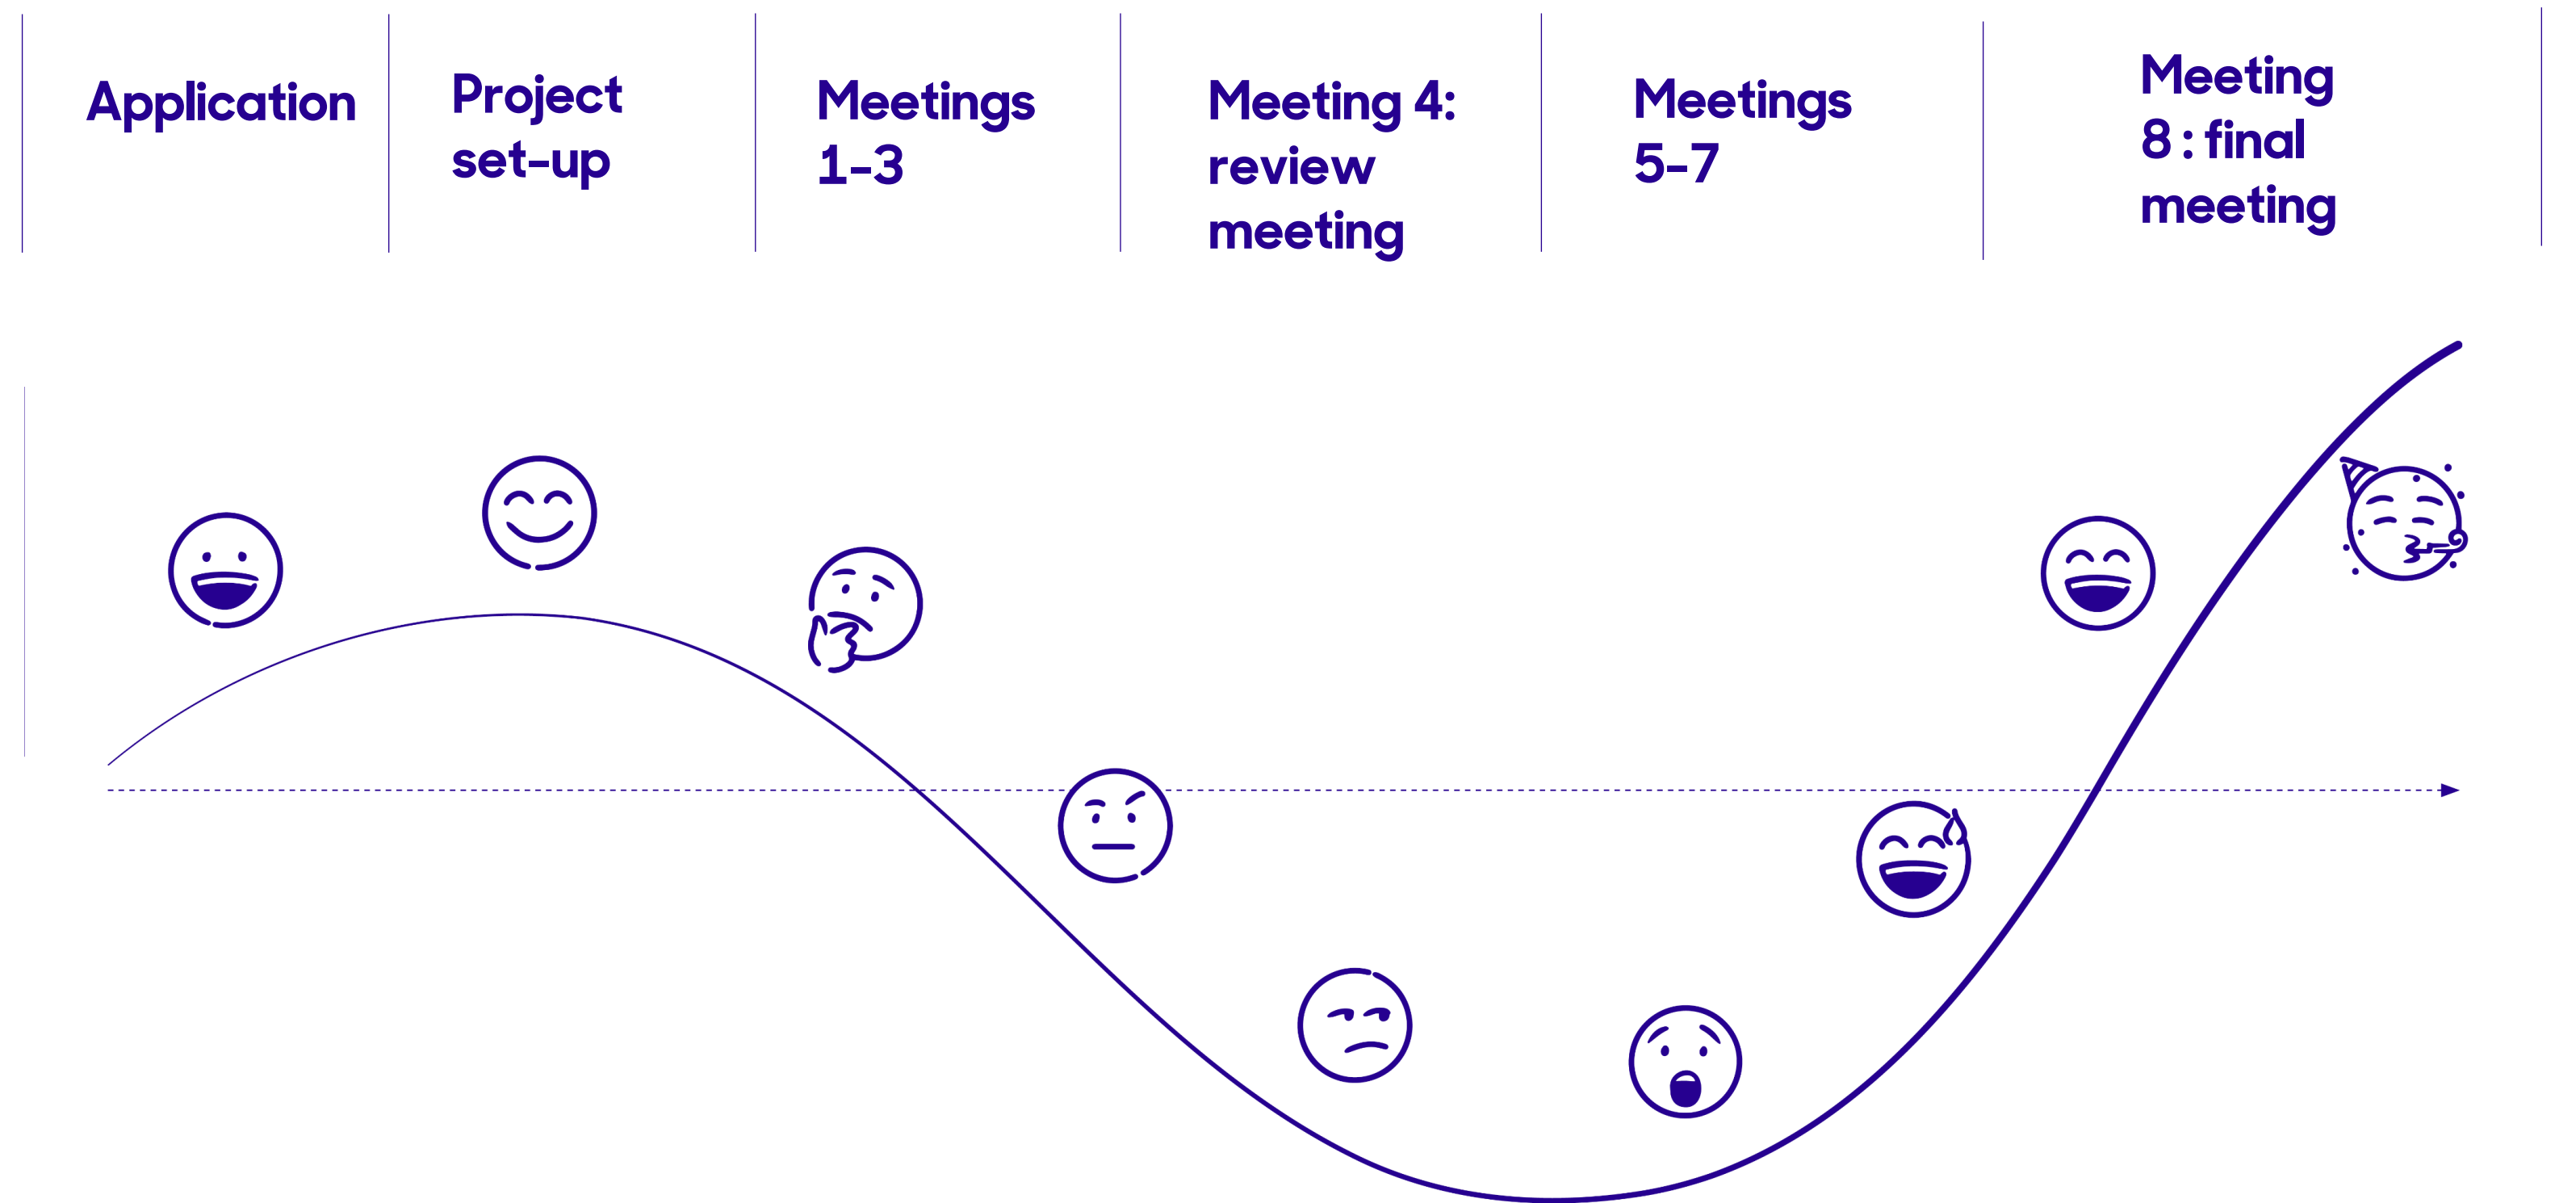 Application
Project
set-up
Meetings
1-3
Meeting 4:
review
meeting
Meetings
5-7
Meeting
8 : final
meeting